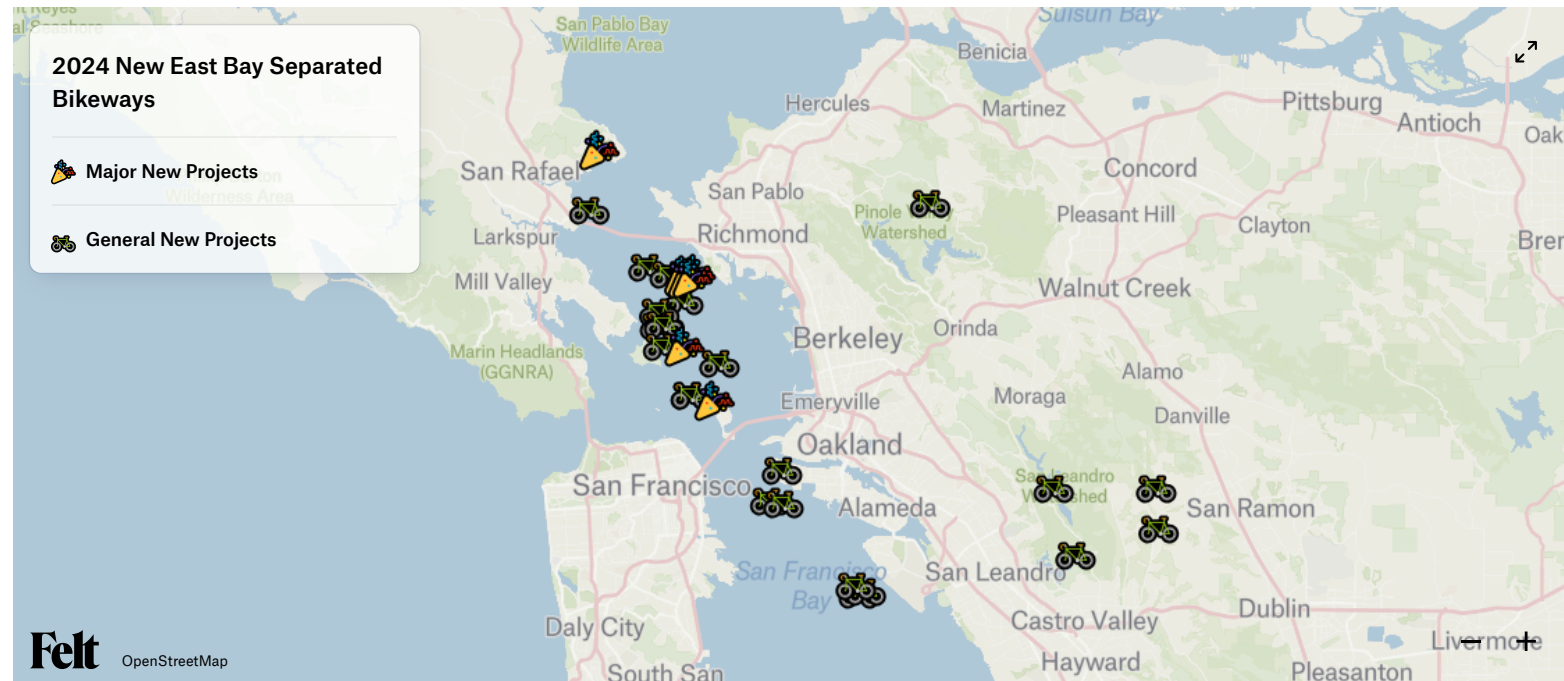 2024 New East Bay Separated
Bikeways
Major New Projects
General New Projects
San Pablo Bay
Wildlife Area
Suisun Bay
Benicia
Hercules
Martinez
Pittsburg
Antioch
Oak
San Rafael
San Pablo
Concord
Pinole
Watershed
Pleasant Hill
Clayton
Larkspur
Richmond
Bren
Mill Valley
Walnut Creek
Marin Headlands
(GGNRA)
Berkeley
Orinda
Alamo
Emeryville
Moraga
Danville
Oakland
San Francisco
Alameda
San Ramon
San Francisco
Bay
San Leandro
Castro Valley
Dublin
Daly City
Livermore
Hayward
South San
Pleasanton
Felt
OpenStreetMap